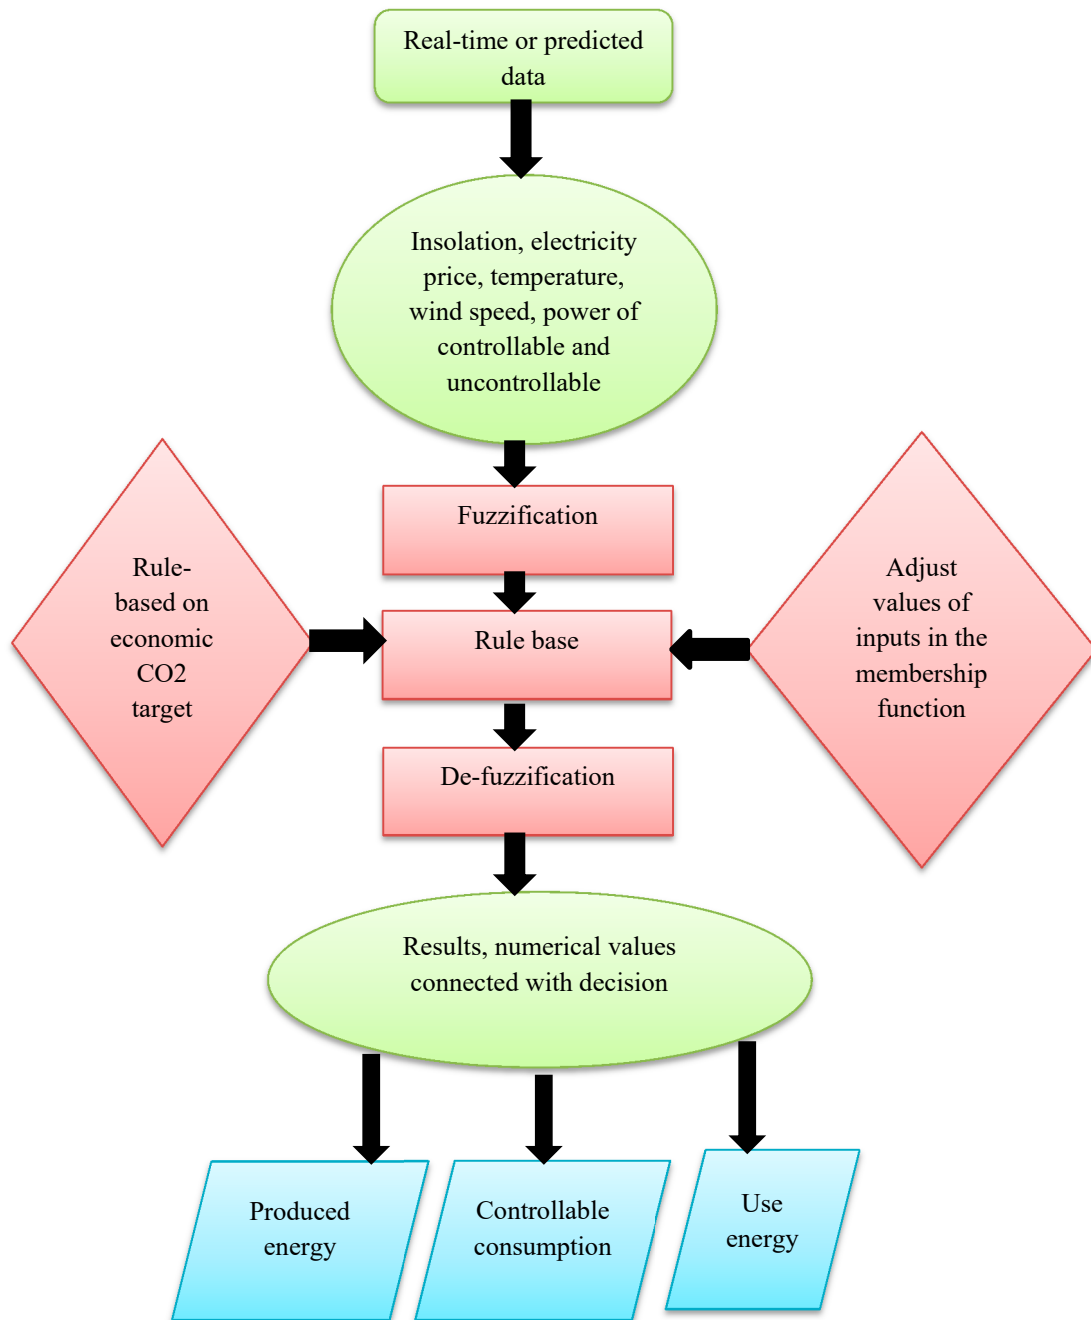 Real-time or predicted
data
Insolation, electricity
price, temperature,
wind speed, power of
controllable and
uncontrollable
Fuzzification
Rule-
based on
economic
CO2
target
Rule base
Adjust
values of
inputs in the
membership
function
De-fuzzification
Results, numerical values
connected with decision
Produced
energy
Controllable
consumption
Use
energy